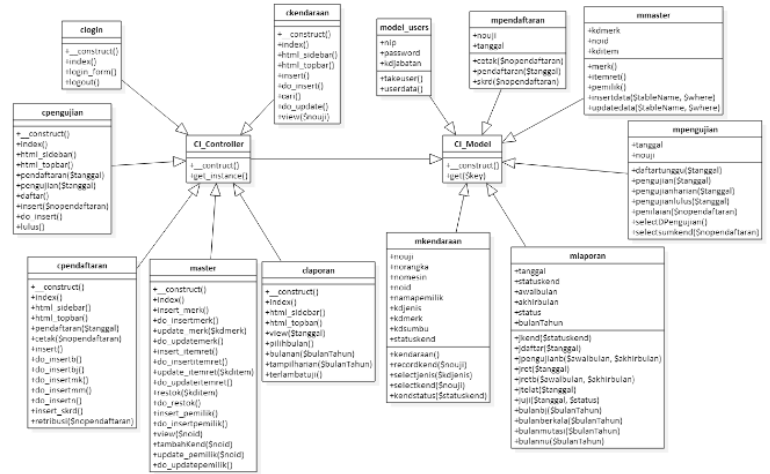 clogin
+__construct()
+index()
+login_form()
+logout()
ckendaraan
+__construct()
+index()
+html_sidebar()
+html_topbar()
+insert()
+do_insert()
+cari()
+do_update()
+view($nouji)
model_users
+nip
+password
+kdjabatan
+takeuser()
+userdata()
mpendaftaran
+nouji
+tanggal
+cetak($nopendaftaran)
+pendaftaran($tanggal)
+skrd($nopendaftaran)
mmaster
+kdmerk
+noid
+kditem
+merk()
+itemret()
+pemilik()
+insertdata($tableName, $where)
+updatedata($tableName, $where)
cpengujian
+__construct()
+index()
+html_sidebar()
+html_topbar()
+pendaftaran($tanggal)
+pengujian($tanggal)
+daftar()
+insert($nopendaftaran)
+do_insert()
+lulus()
CI_Controller
+__contruct()
+get_instance()
CI_Model
+__construct()
+get($key)
mpengujian
+tanggal
+nouji
+daftartunggu($tanggal)
+pengujian($tanggal)
+pengujianharian($tanggal)
+pengujianlulus($tanggal)
+penilaian($nopendaftaran)
+selectDPengujian()
+selectsumkend($nopendaftaran)
cpendaftaran
+__construct()
+index()
+html_sidebar()
+html_topbar()
+pendaftaran($tanggal)
+cetak($nopendaftaran)
+insert()
+do_insertb()
+do_insertbj()
+do_insertmk()
+do_insertmm()
+do_insertn()
+insert_skrd()
+retribusi($nopendaftaran)
master
+__construct()
+index()
+insert_merk()
+do_insertmerk()
+update_merk($kdmerk)
+do_updatemerk()
+insert_itemret()
+do_insertitemret()
+update_itemret($kditem)
+do_updateitemret()
+restok($kditem)
+do_restok()
+insert_pemilik()
+do_insertpemilik()
+view($noid)
+tambahKend($noid)
+update_pemilik($noid)
+do_updatepemilik()
claporan
+__construct()
+index()
+html_sidebar()
+html_topbar()
+view($tanggal)
+pilihbulan()
+bulanan($bulanTahun)
+tampilharian($bulanTahun)
+terlambatuji()
mkendaraan
+nouji
+norangka
+nomesin
+noid
+namapemilik
+kdjenis
+kdmerk
+kdsumbu
+statuskend
+kendaraan()
+recordkend($nouji)
+selectjenis($kdjenis)
+selectkend($nouji)
+kendstatus($statuskend)
mlaporan
+tanggal
+statuskend
+awalbulan
+akhirbulan
+status
+bulanTahun
+jkend($statuskend)
+jdaftar($tanggal)
+jpengujianb($awalbulan, $akhirbulan)
+jret($tanggal)
+jretb($awalbulan, $akhirbulan)
+jtelat($tanggal)
+juji($tanggal, $status)
+bulanbj($bulanTahun)
+bulanberkala($bulanTahun)
+bulanmutasi($bulanTahun)
+bulannu($bulanTahun)